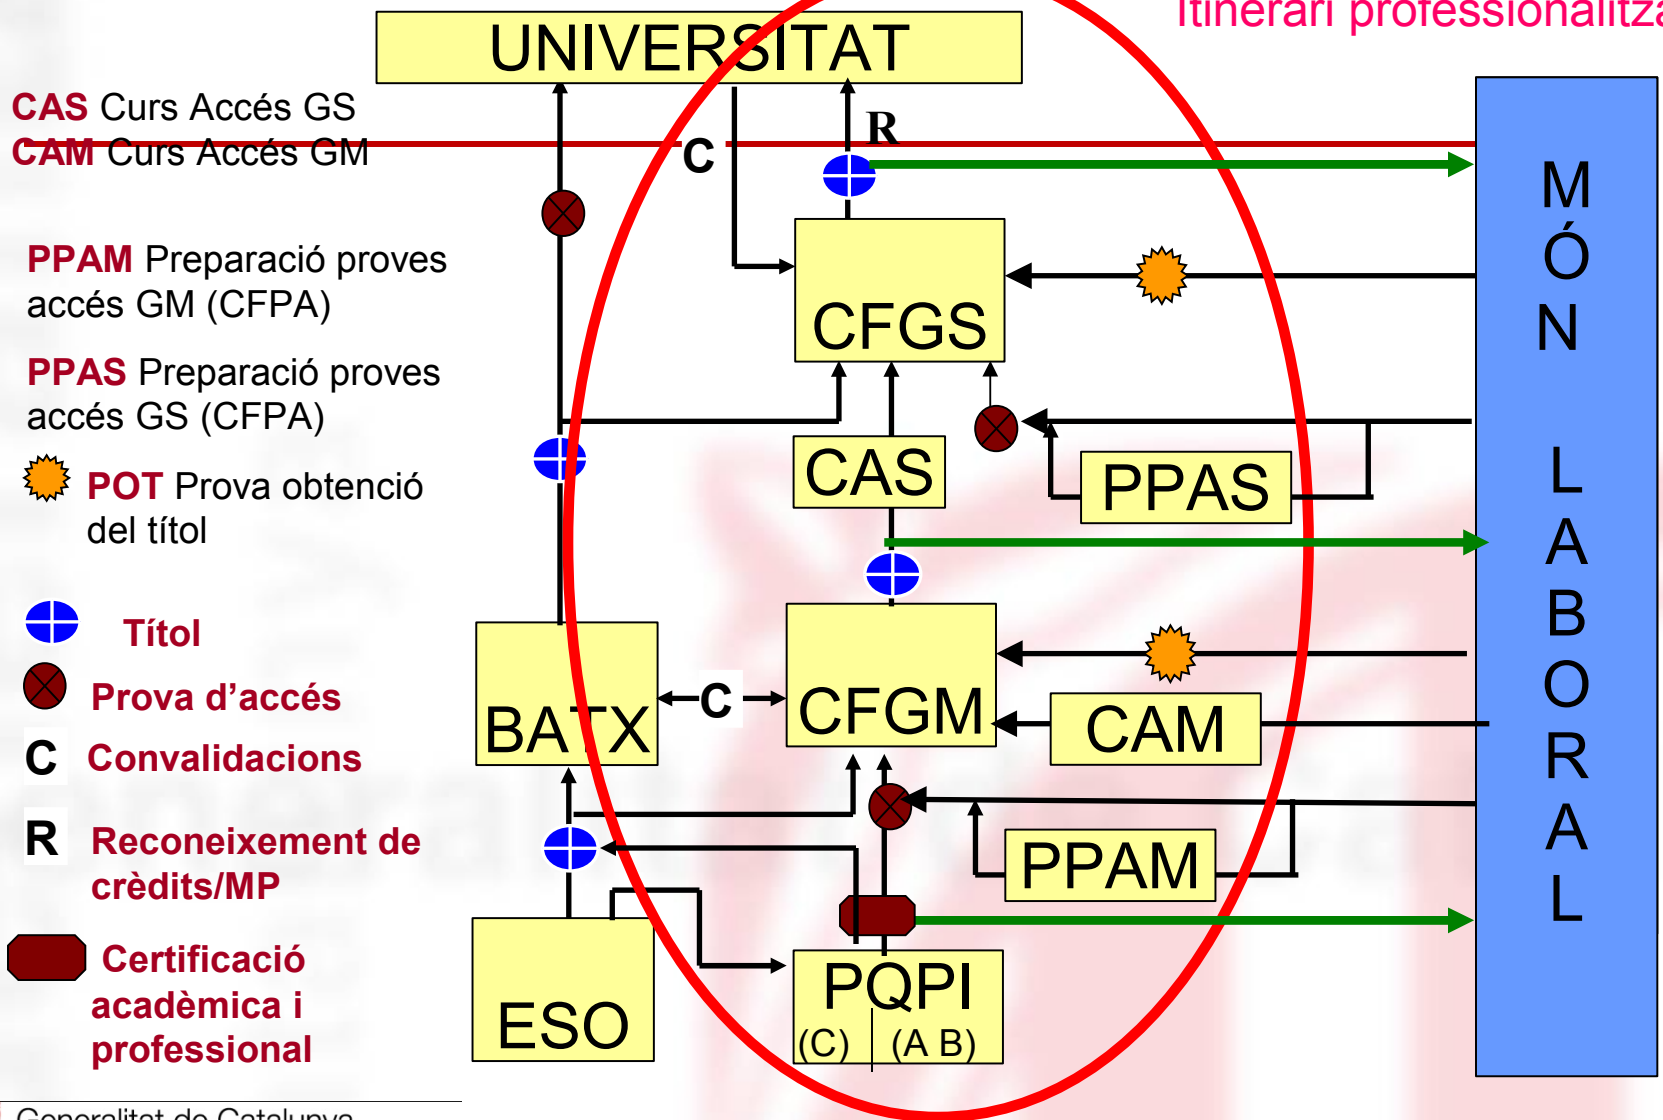 Itinerari professionalitza
UNIVERSITAT
CAS Curs Accés GS
CAM Curs Accés GM
R
C
PPAM Preparació proves
accés GM (CFPA)
PPAS Preparació proves
accés GS (CFPA)
POT Prova obtenció
del títol
Títol
Prova d’accés
C Convalidacions
R Reconeixement de
crèdits/MP
Certificació
acadèmica i
professional
CFGS
CAS
PPAS
BATX
C
CFGM
CAM
PPAM
ESO
PQPI
(C) (A B)
MÓN LABORAL
Generalitat de Catalunya